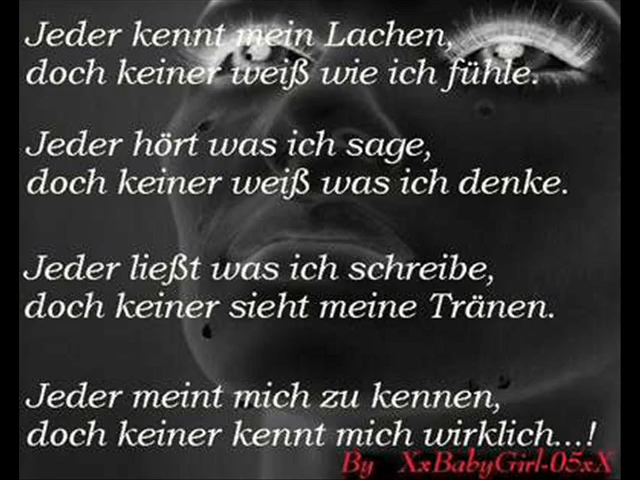 Jeder kennt mein Lachen,
doch keiner weiß wie ich fühle.
Jeder hört was ich sage,
doch keiner weiß was ich denke.
Jeder ließt was ich schreibe,
doch keiner sieht meine Tränen.
Jeder meint mich zu kennen,
doch keiner kennt mich wirklich...!
By XxBabyGirl-05xX